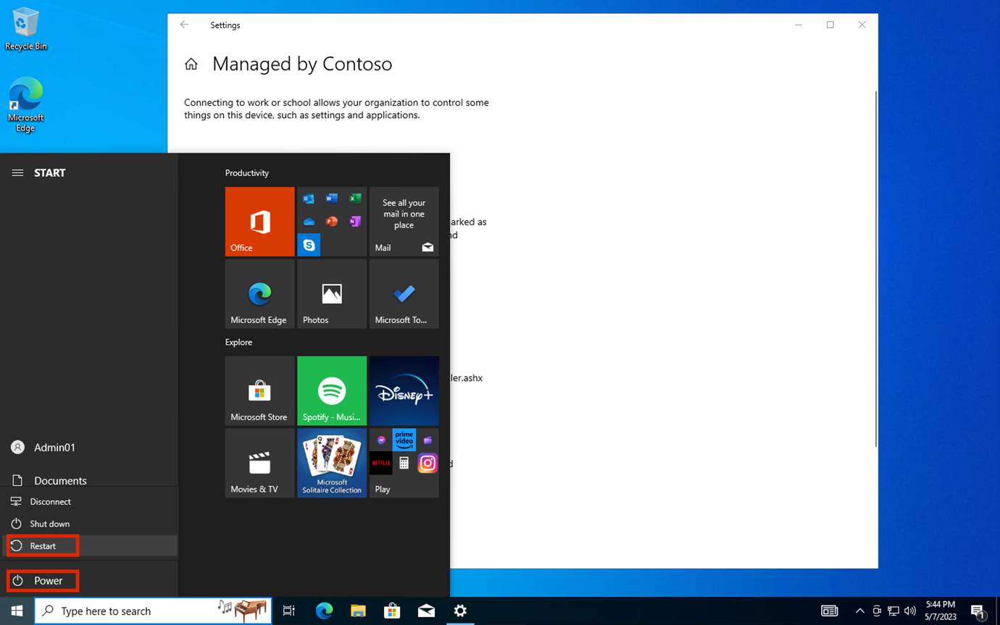 Recycle Bin
Microsoft
Edge
Settings
Managed by Contoso
Connecting to work or school allows your organization to control some
things on this device, such as settings and applications.
arked as
nd
ler.ashx
d
START
Admin01
Documents
Disconnect
Shut down
Restart
Power
Productivity
Office
See all your
mail in one
place
Mail
Microsoft Edge
Photos
Microsoft To...
Explore
Microsoft Store
Spotify - Musi...
Disney+
Movies & TV
Microsoft
Solitaire Collection
prime
video
NETFLIX
Play
Type here to search
5:44 PM
5/7/2023
1